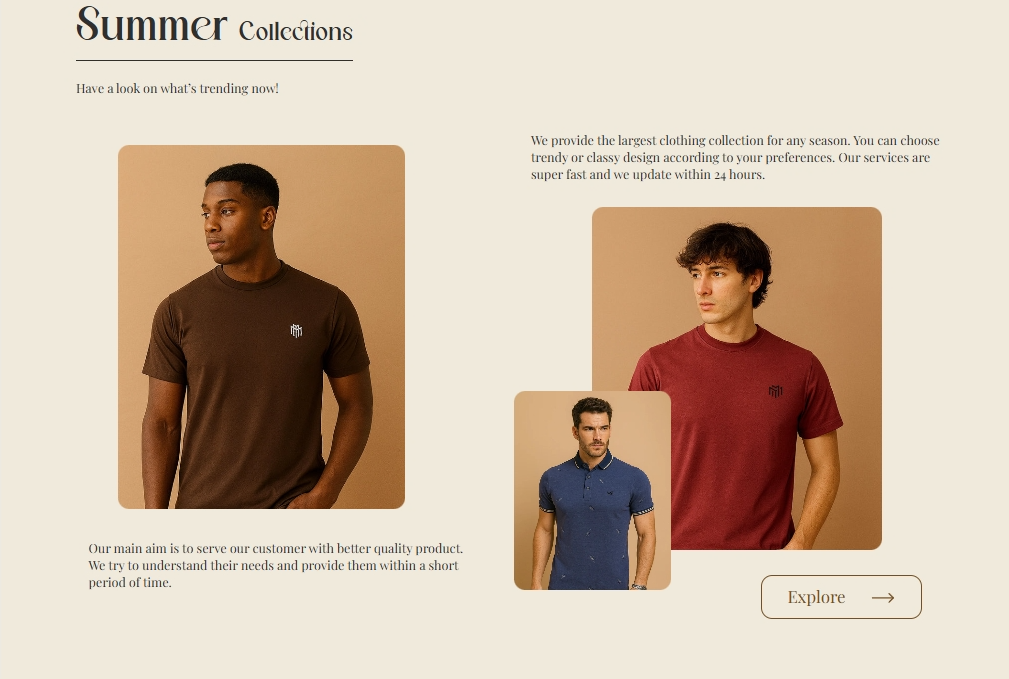 Summer Collections
Have a look on what's trending now!
We provide the largest clothing collection for any season. You can choose
trendy or classy design according to your preferences. Our services are
super fast and we update within 24 hours.
Our main aim is to serve our customer with better quality product.
We try to understand their needs and provide them within a short
period of time.
Explore